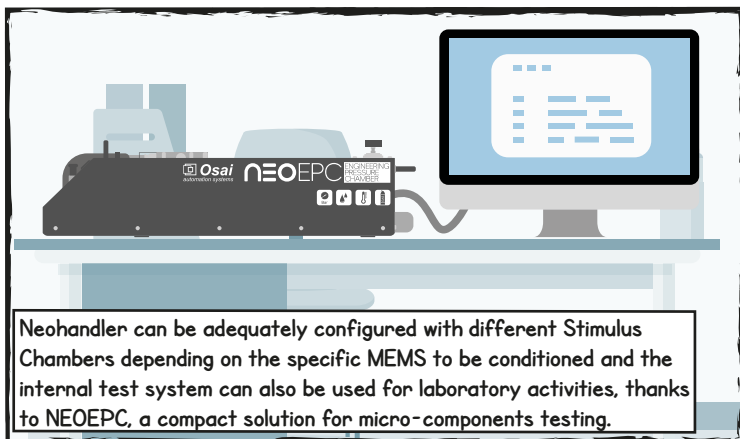 Osai
automation systems
NEOEPC
ENGINEERING
PRESSURE
CHAMBER
Neohandler can be adequately configured with different Stimulus
Chambers depending on the specific MEMS to be conditioned and the
internal test system can also be used for laboratory activities, thanks
to NEOEPC, a compact solution for micro-components testing.